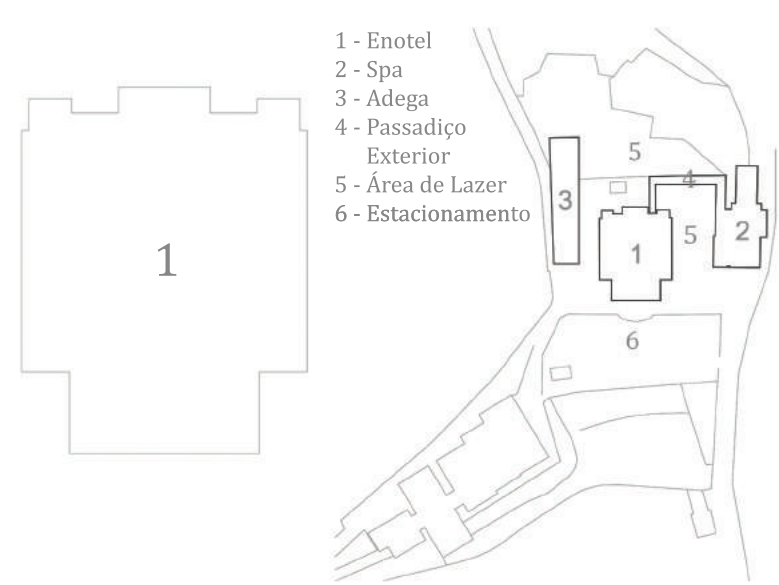 1 - Enotel
2 - Spa
3 - Adega
4 - Passadiço
Exterior
5 - Área de Lazer
6 - Estacionamento
1
5
4
3
5
2
1
6